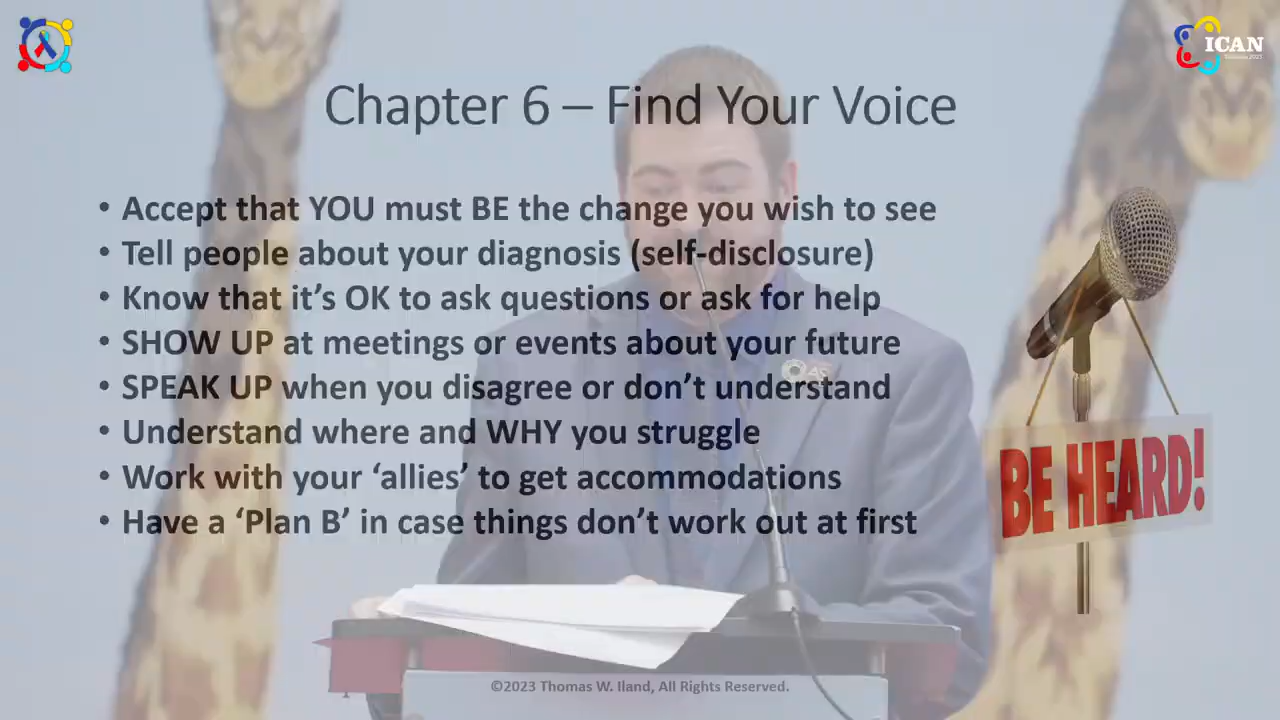 ICAN
Chapter 6 – Find Your Voice
• Accept that YOU must BE the change you wish to see
• Tell people about your diagnosis (self-disclosure)
• Know that it’s OK to ask questions or ask for help
• SHOW UP at meetings or events about your future
• SPEAK UP when you disagree or don’t understand
• Understand where and WHY you struggle
• Work with your ‘allies’ to get accommodations
• Have a ‘Plan B’ in case things don’t work out at first
BE HEARD!
©2023 Thomas W. Iland, All Rights Reserved.